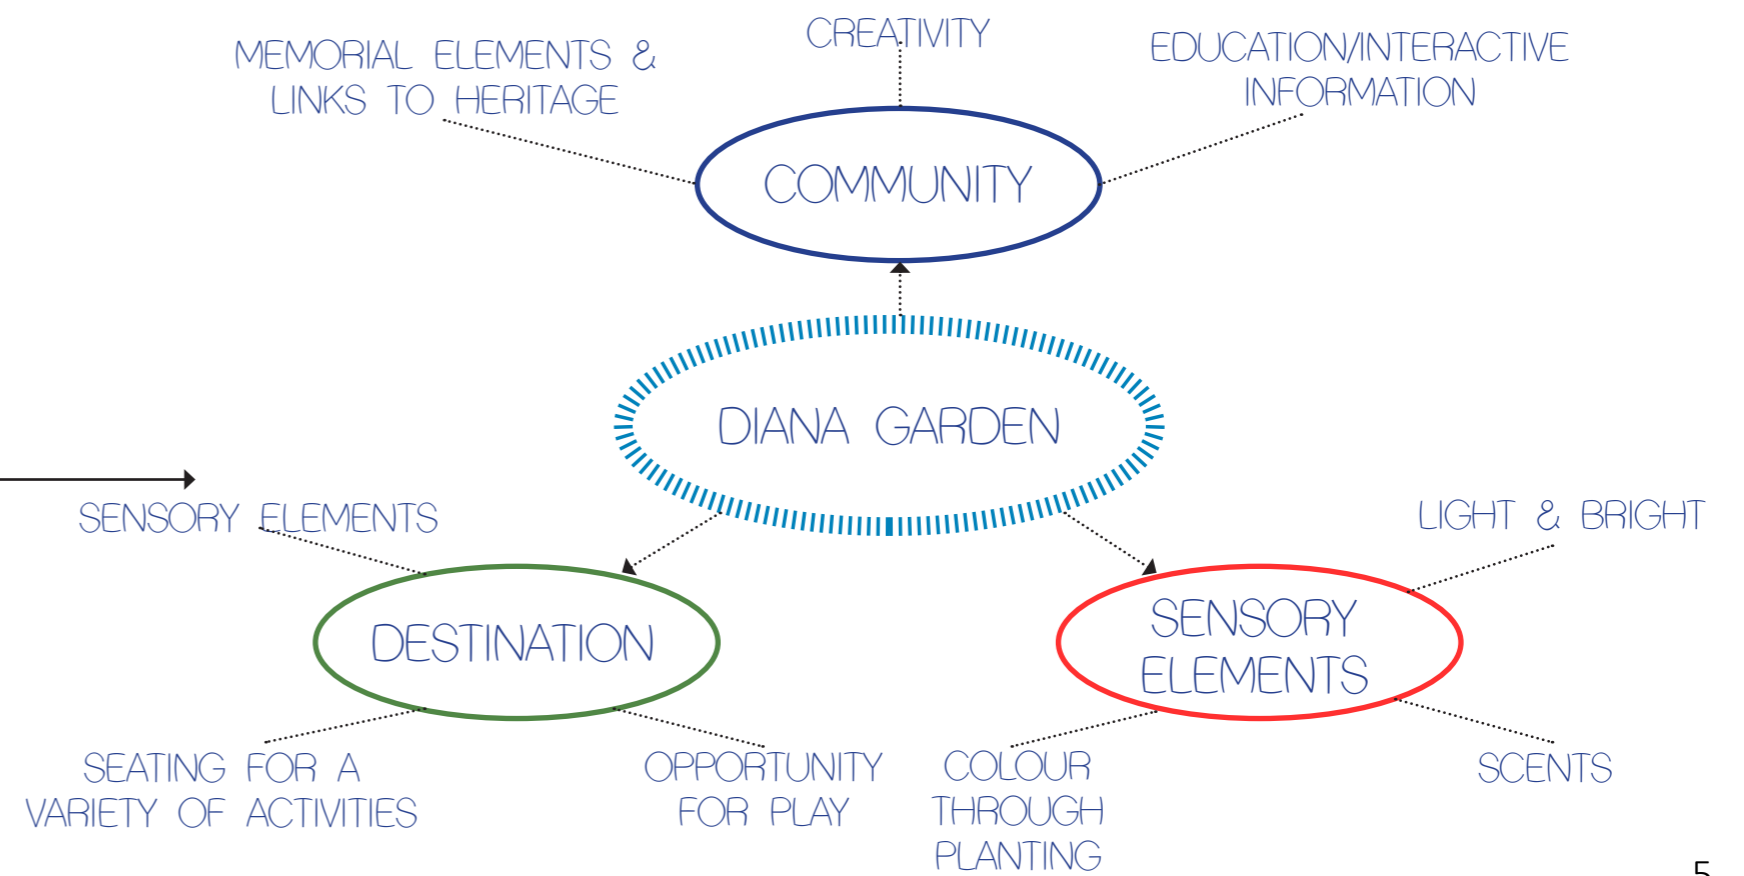 CREATIVITY
MEMORIAL ELEMENTS &
LINKS TO HERITAGE
EDUCATION/INTERACTIVE
INFORMATION
COMMUNITY
DIANA GARDEN
SENSORY ELEMENTS
LIGHT & BRIGHT
DESTINATION
SENSORY
ELEMENTS
SEATING FOR A
VARIETY OF ACTIVITIES
OPPORTUNITY
FOR PLAY
COLOUR
THROUGH
PLANTING
SCENTS
5